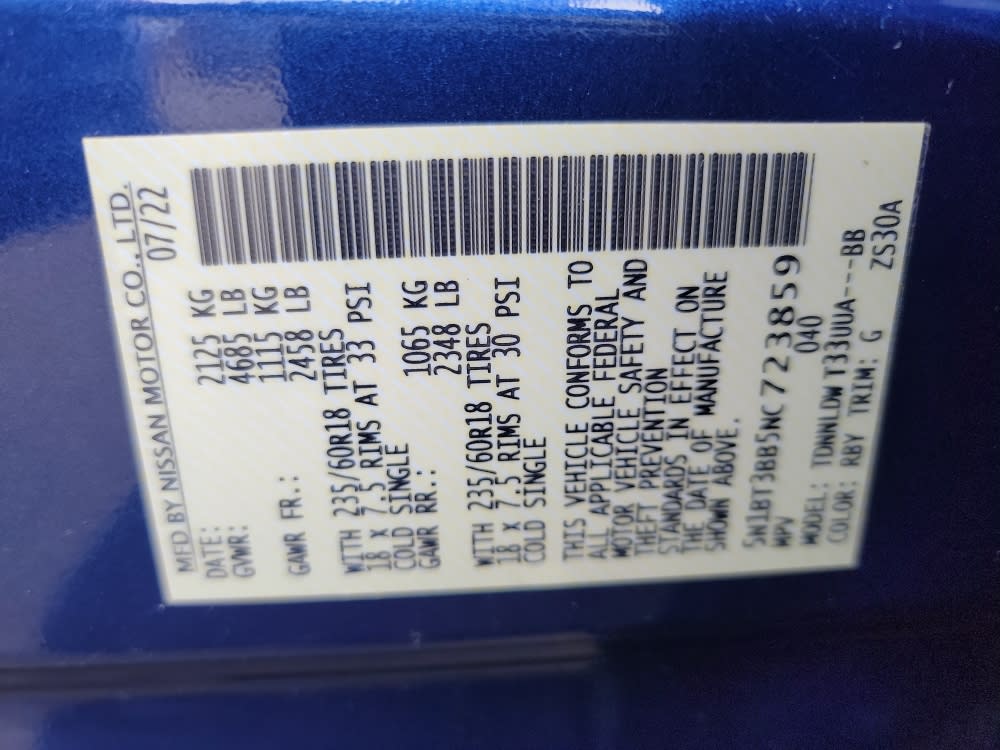 MFD BY NISSAN MOTOR CO., LTD.
DATE: 07/22
GVWR: 2125 KG
4685 LB
GAWR FR.: 1115 KG
2458 LB
WITH 235/60R18 TIRES
18 X 7.5 RIMS AT 33 PSI
COLD SINGLE
GAWR RR.: 1065 KG
2348 LB
WITH 235/60R18 TIRES
18 X 7.5 RIMS AT 30 PSI
COLD SINGLE
THIS VEHICLE CONFORMS TO
ALL APPLICABLE FEDERAL
MOTOR VEHICLE SAFETY AND
THEFT PREVENTION
STANDARDS IN EFFECT ON
THE DATE OF MANUFACTURE
SHOWN ABOVE.
5N1BT3BB5NC723859
MPV 040
MODEL: TDNNLDW T33UUA---BB
COLOR: RBY TRIM: G ZS30A